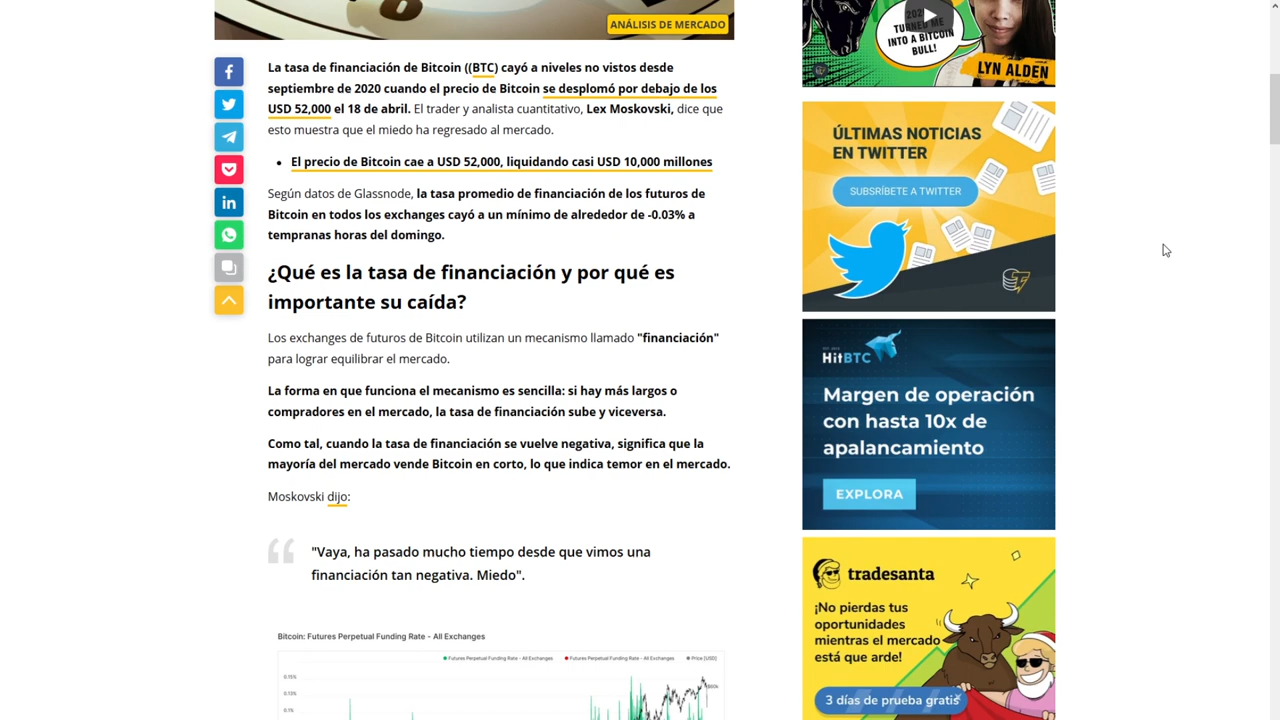 ANÁLISIS DE MERCADO
La tasa de financiación de Bitcoin ((BTC) cayó a niveles no vistos desde
septiembre de 2020 cuando el precio de Bitcoin se desplomó por debajo de los
USD 52,000 el 18 de abril. El trader y analista cuantitativo, Lex Moskovski, dice que
esto muestra que el miedo ha regresado al mercado.
• El precio de Bitcoin cae a USD 52,000, liquidando casi USD 10,000 millones
Según datos de Glassnode, la tasa promedio de financiación de los futuros de
Bitcoin en todos los exchanges cayó a un mínimo de alrededor de -0.03% a
tempranas horas del domingo.
¿Qué es la tasa de financiación y por qué es
importante su caída?
Los exchanges de futuros de Bitcoin utilizan un mecanismo llamado "financiación"
para lograr equilibrar el mercado.
La forma en que funciona el mecanismo es sencilla: si hay más largos o
compradores en el mercado, la tasa de financiación sube y viceversa.
Como tal, cuando la tasa de financiación se vuelve negativa, significa que la
mayoría del mercado vende Bitcoin en corto, lo que indica temor en el mercado.
Moskovski dijo:
"Vaya, ha pasado mucho tiempo desde que vimos una
financiación tan negativa. Miedo".
Bitcoin: Futures Perpetual Funding Rate - All Exchanges
Futures Perpetual Funding Rate - All Exchanges
Futures Perpetual Funding Rate - All Exchanges
Price [USD]
0.15%
$60k
0.13%
0.1%
TURNED ME
INTO A BITCOIN
BULL!
LYN ALDEN
ÚLTIMAS NOTICIAS
EN TWITTER
SUBSRÍBETE A TWITTER
HitBTC
Margen de operación
con hasta 10x de
apalancamiento
EXPLORA
tradesanta
¡No pierdas tus
oportunidades
mientras el mercado
está que arde!
3 días de prueba gratis